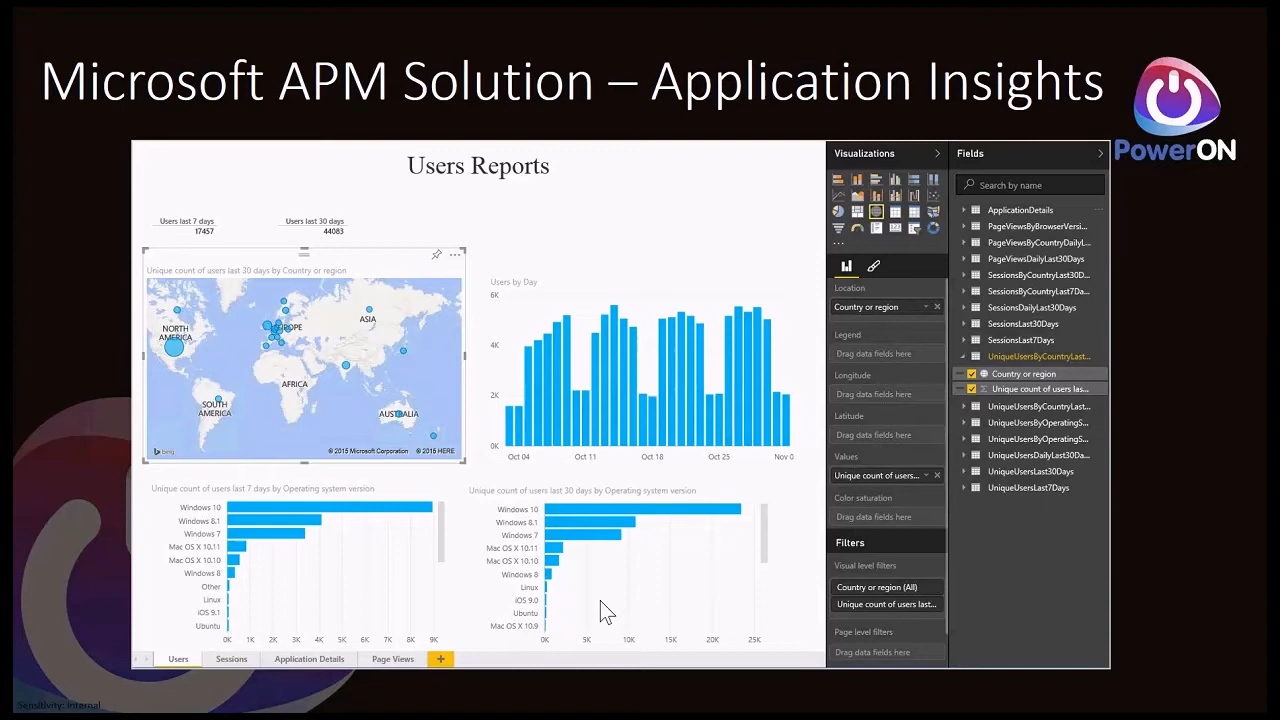 Microsoft APM Solution – Application Insights
PowerON
Users Reports
Users last 7 days
17457
Users last 30 days
44083
Unique count of users last 30 days by Country or region
NORTH AMERICA
SOUTH AMERICA
EUROPE
AFRICA
ASIA
AUSTRALIA
bing
© 2015 Microsoft Corporation © 2015 HERE
Users by Day
6K
4K
2K
0K
Oct 04 Oct 11 Oct 18 Oct 25 Nov 0
Unique count of users last 7 days by Operating system version
Windows 10
Windows 8.1
Windows 7
Mac OS X 10.11
Mac OS X 10.10
Windows 8
Other
Linux
iOS 9.1
Ubuntu
0K 1K 2K 3K 4K 5K 6K 7K 8K 9K
Unique count of users last 30 days by Operating system version
Windows 10
Windows 8.1
Windows 7
Mac OS X 10.11
Mac OS X 10.10
Windows 8
Linux
iOS 9.0
Ubuntu
Mac OS X 10.9
0K 5K 10K 15K 20K 25K
Users Sessions Application Details Page Views
Visualizations
Location
Country or region
Legend
Drag data fields here
Longitude
Drag data fields here
Latitude
Drag data fields here
Values
Unique count of users...
Color saturation
Drag data fields here
Filters
Visual level filters
Country or region (All)
Unique count of users last...
Page level filters
Drag data fields here
Fields
Search by name
ApplicationDetails
PageViewsByBrowserVersi...
PageViewsByCountryDailyL...
PageViewsDailyLast30Days
SessionsByCountryLast30D...
SessionsByCountryLast7Da...
SessionsDailyLast30Days
SessionsLast30Days
SessionsLast7Days
UniqueUsersByCountryLast...
Country or region
Unique count of users las...
UniqueUsersByCountryLast...
UniqueUsersByOperatingS...
UniqueUsersByOperatingS...
UniqueUsersDailyLast30Da...
UniqueUsersLast30Days
UniqueUsersLast7Days
Sensitivity: Internal